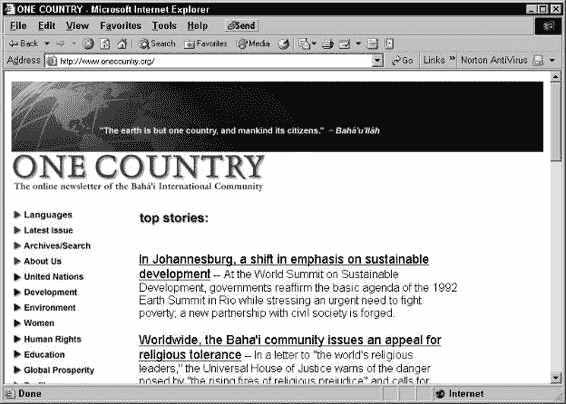 ONE COUNTRY - Microsoft Internet Explorer
File Edit View Favorites Tools Help Send
Back Search Favorites Media
Address http://www.onecountry.org/ Go Links » Norton AntiVirus
"The earth is but one country, and mankind its citizens." -- Bahá'u'lláh
ONE COUNTRY
The online newsletter of the Bahá'í International Community
Languages
Latest Issue
Archives/Search
About Us
United Nations
Development
Environment
Women
Human Rights
Education
Global Prosperity
top stories:
In Johannesburg, a shift in emphasis on sustainable
development -- At the World Summit on Sustainable
Development, governments reaffirm the basic agenda of the 1992
Earth Summit in Rio while stressing an urgent need to fight
poverty; a new partnership with civil society is forged.
Worldwide, the Baha'i community issues an appeal for
religious tolerance -- In a letter to "the world's religious
leaders," the Universal House of Justice warns of the danger
posed by "the rising fires of religious prejudice" and calls for
Done Internet